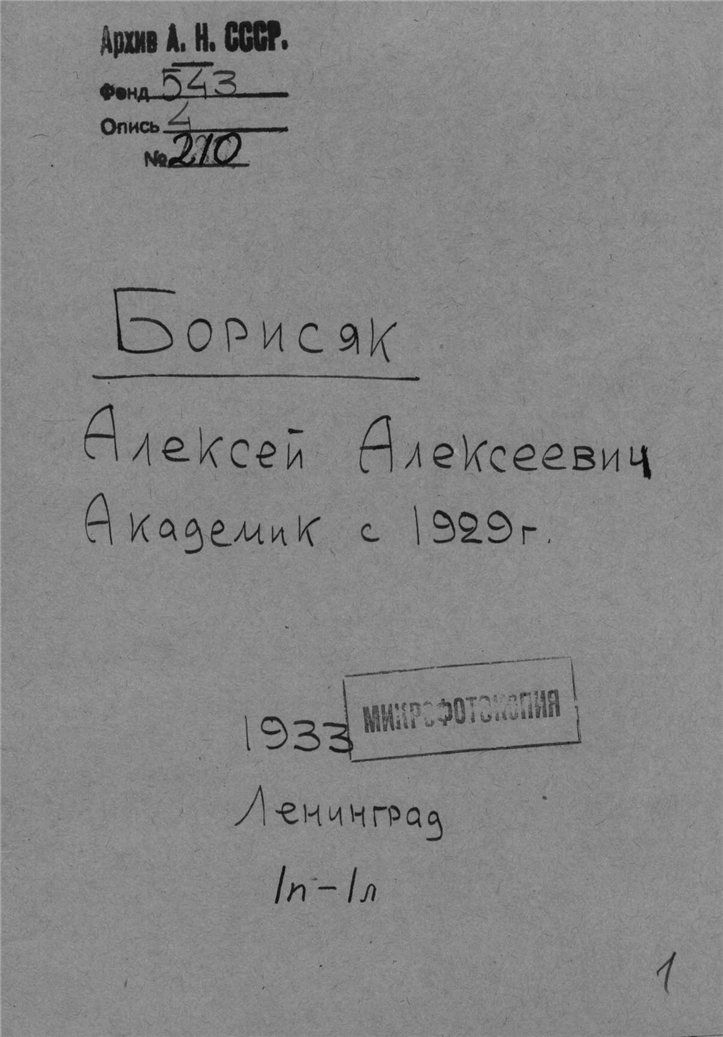 Архив А. Н. СССР.
Фонд 543
Опись 4
№ 210
Борисяк
Алексей Алексеевич
Академик с 1929 г.
МИКРОФОТОКОПИЯ
1933
Ленинград
1п-1л
1